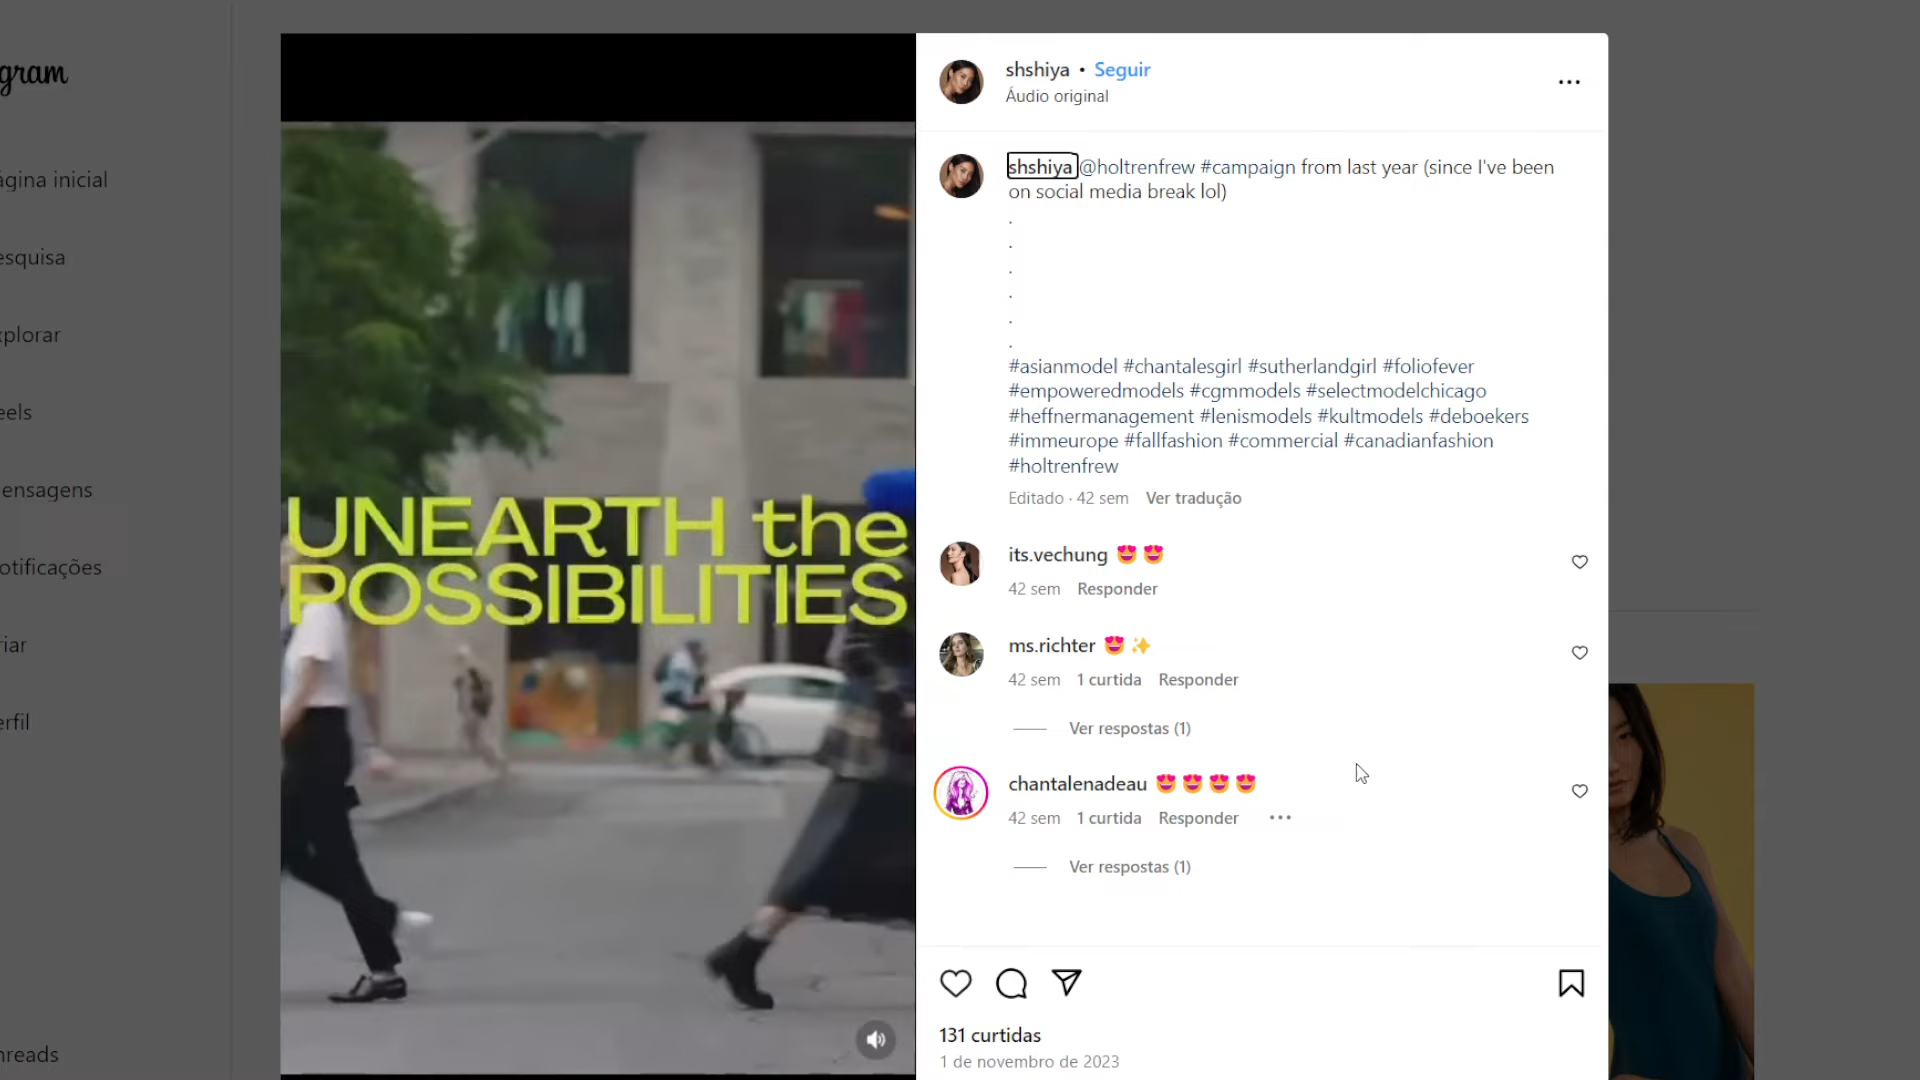 gram
ágina inicial
esquisa
xplorar
eels
ensagens
otificações
riar
erfil
hreads
UNEARTH the
POSSIBILITIES
shshiya • Seguir
Áudio original
shshiya @holtrenfrew #campaign from last year (since I've been
on social media break lol)
.
.
.
.
.
.
#asianmodel #chantalesgirl #sutherlandgirl #foliofever
#empoweredmodels #cgmmodels #selectmodelchicago
#heffnermanagement #lenismodels #kultmodels #deboekers
#immeurope #fallfashion #commercial #canadianfashion
#holtrenfrew
Editado · 42 sem Ver tradução
its.vechung 😍 😍
42 sem Responder
ms.richter 😍 ✨
42 sem 1 curtida Responder
Ver respostas (1)
chantalenadeau 😍 😍 😍 😍
42 sem 1 curtida Responder
Ver respostas (1)
131 curtidas
1 de novembro de 2023